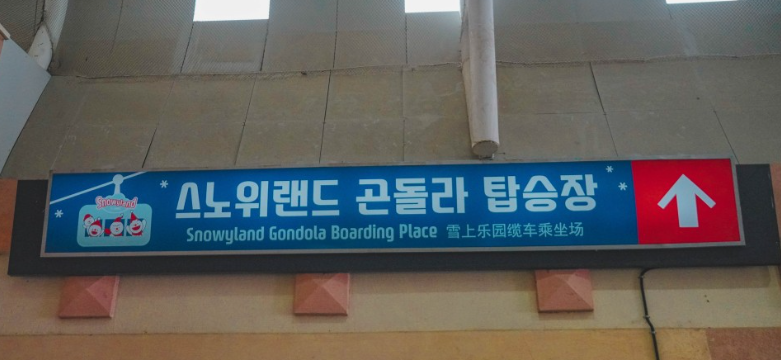 Snowyland
스노위랜드 곤돌라 탑승장
Snowyland Gondola Boarding Place 雪上乐园缆车乘坐场